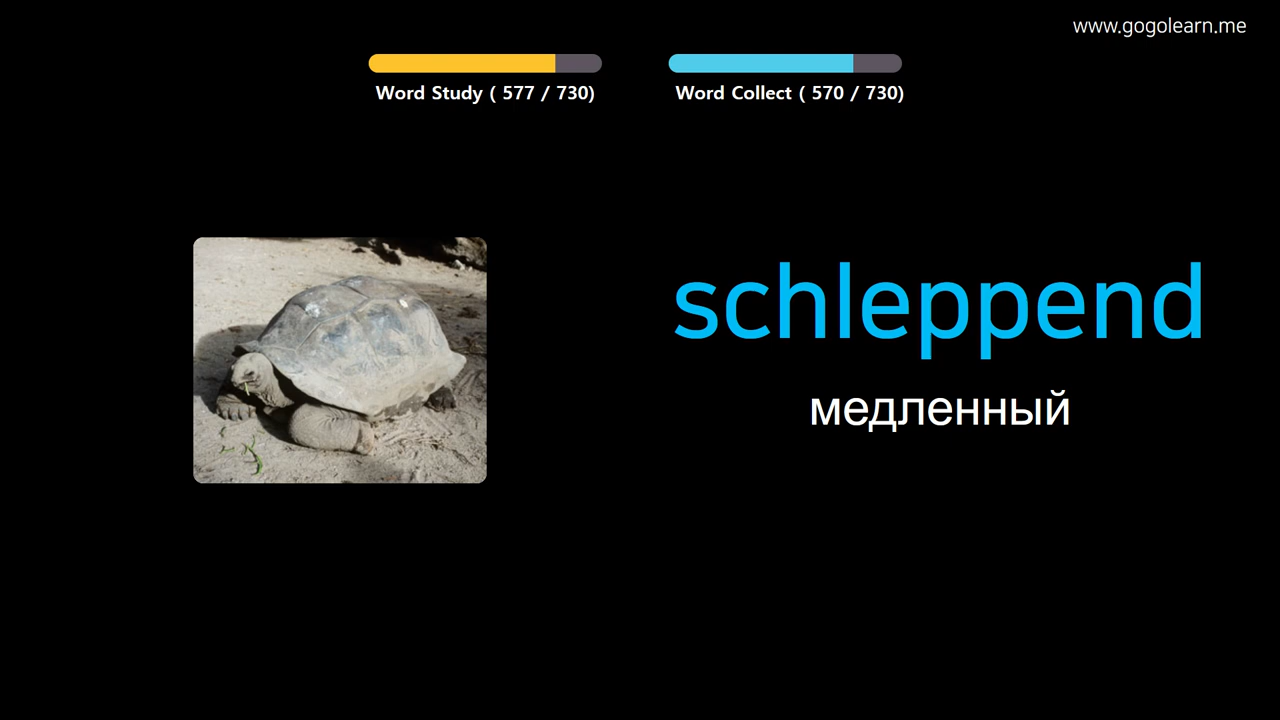 www.gogolearn.me
Word Study ( 577 / 730)
Word Collect ( 570 / 730)
schleppend
медленный